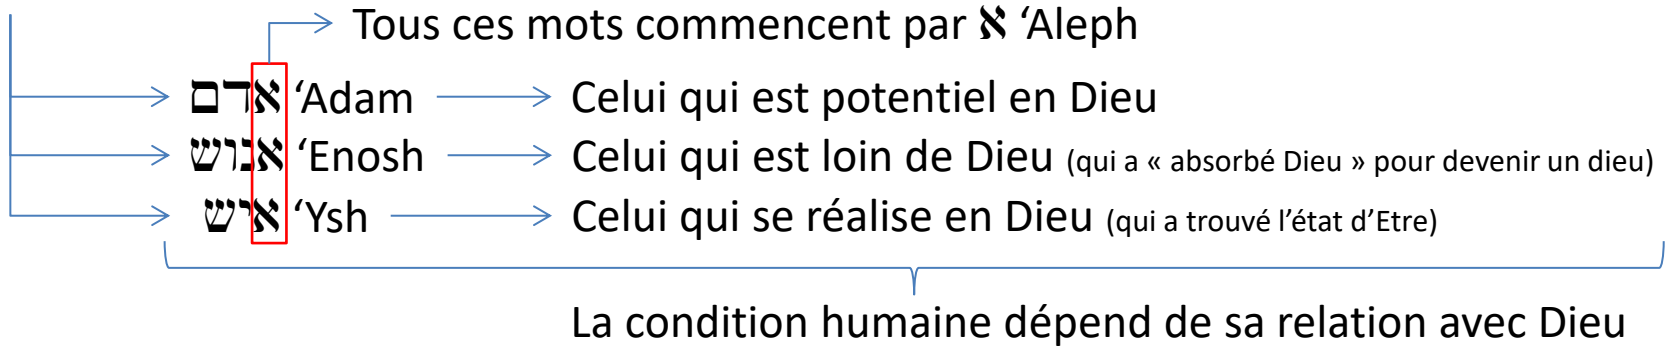 Tous ces mots commencent par א ‘Aleph
אדם ‘Adam Celui qui est potentiel en Dieu
אנוש ‘Enosh Celui qui est loin de Dieu (qui a « absorbé Dieu » pour devenir un dieu)
איש ‘Ysh Celui qui se réalise en Dieu (qui a trouvé l’état d’Etre)
La condition humaine dépend de sa relation avec Dieu